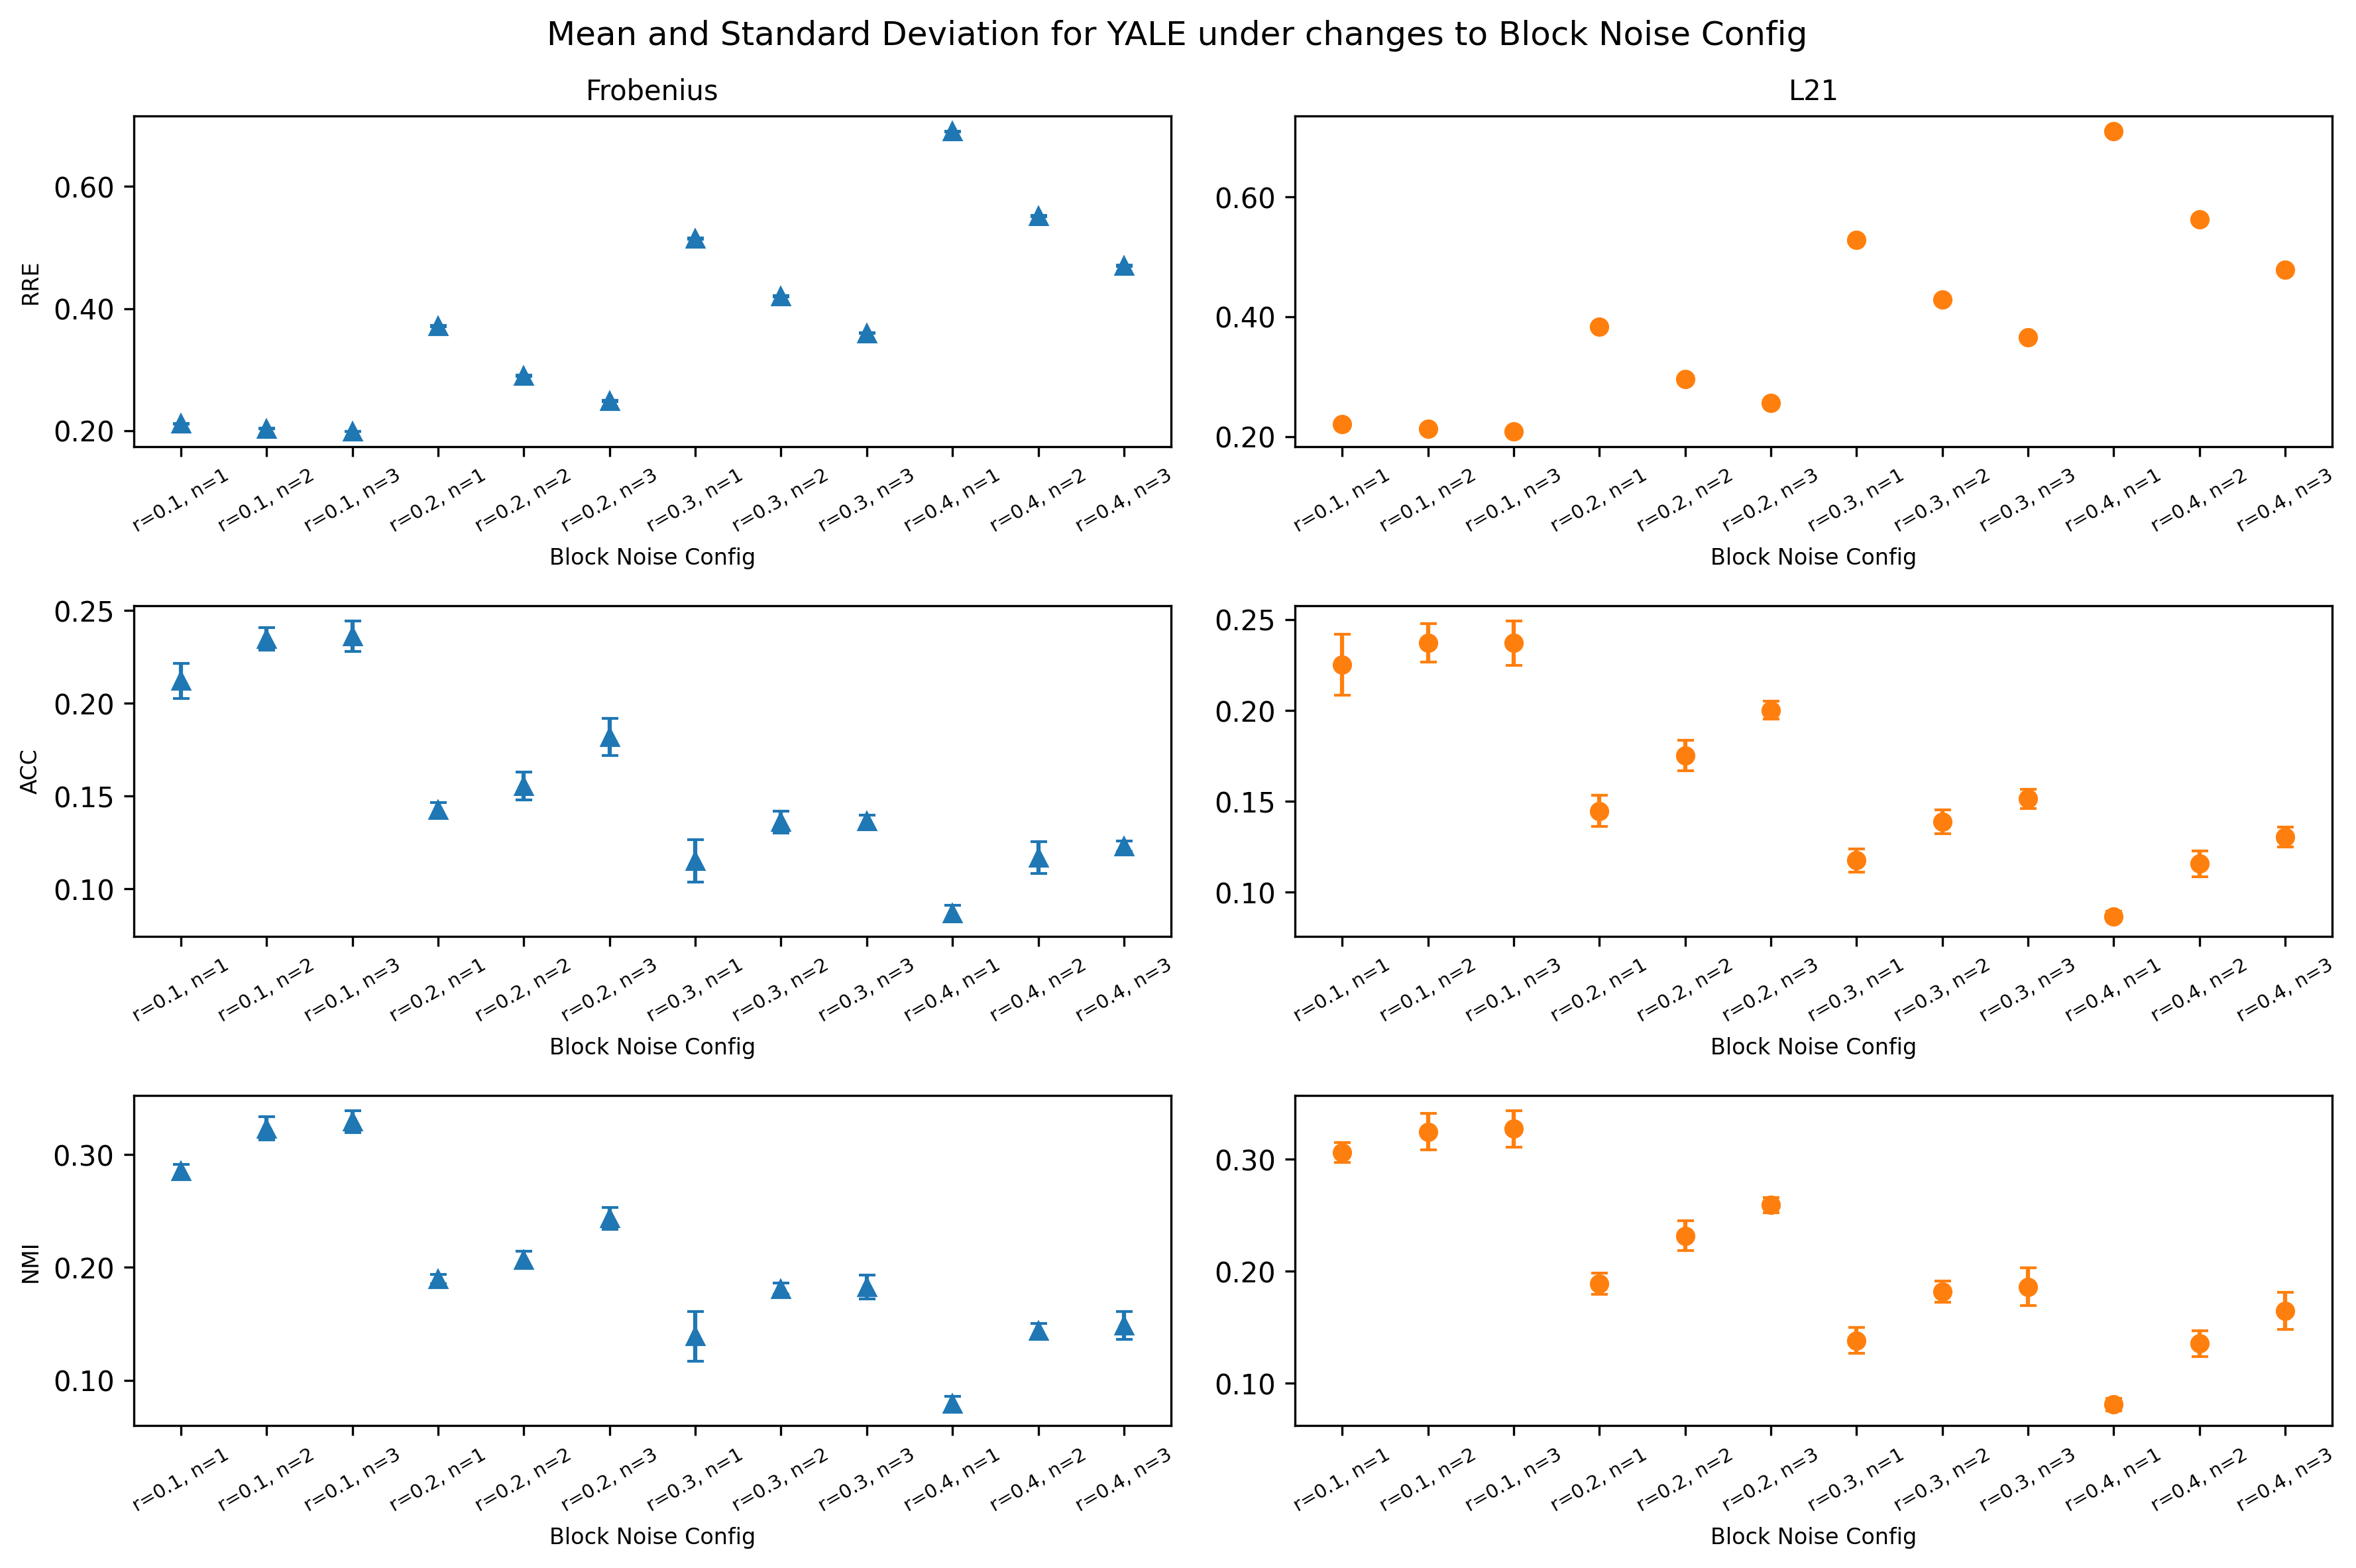 Mean and Standard Deviation for YALE under changes to Block Noise Config
Frobenius
RRE
0.60
0.40
0.20
r=0.1, n=1
r=0.1, n=2
r=0.1, n=3
r=0.2, n=1
r=0.2, n=2
r=0.2, n=3
r=0.3, n=1
r=0.3, n=2
r=0.3, n=3
r=0.4, n=1
r=0.4, n=2
r=0.4, n=3
Block Noise Config
L21
0.60
0.40
0.20
r=0.1, n=1
r=0.1, n=2
r=0.1, n=3
r=0.2, n=1
r=0.2, n=2
r=0.2, n=3
r=0.3, n=1
r=0.3, n=2
r=0.3, n=3
r=0.4, n=1
r=0.4, n=2
r=0.4, n=3
Block Noise Config
ACC
0.25
0.20
0.15
0.10
r=0.1, n=1
r=0.1, n=2
r=0.1, n=3
r=0.2, n=1
r=0.2, n=2
r=0.2, n=3
r=0.3, n=1
r=0.3, n=2
r=0.3, n=3
r=0.4, n=1
r=0.4, n=2
r=0.4, n=3
Block Noise Config
0.25
0.20
0.15
0.10
r=0.1, n=1
r=0.1, n=2
r=0.1, n=3
r=0.2, n=1
r=0.2, n=2
r=0.2, n=3
r=0.3, n=1
r=0.3, n=2
r=0.3, n=3
r=0.4, n=1
r=0.4, n=2
r=0.4, n=3
Block Noise Config
NMI
0.30
0.20
0.10
r=0.1, n=1
r=0.1, n=2
r=0.1, n=3
r=0.2, n=1
r=0.2, n=2
r=0.2, n=3
r=0.3, n=1
r=0.3, n=2
r=0.3, n=3
r=0.4, n=1
r=0.4, n=2
r=0.4, n=3
Block Noise Config
0.30
0.20
0.10
r=0.1, n=1
r=0.1, n=2
r=0.1, n=3
r=0.2, n=1
r=0.2, n=2
r=0.2, n=3
r=0.3, n=1
r=0.3, n=2
r=0.3, n=3
r=0.4, n=1
r=0.4, n=2
r=0.4, n=3
Block Noise Config